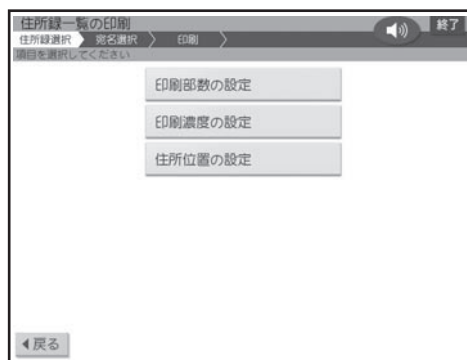 住所録一覧の印刷
終了
住所録選択 宛名選択 印刷
項目を選択してください
印刷部数の設定
印刷濃度の設定
住所位置の設定
戻る